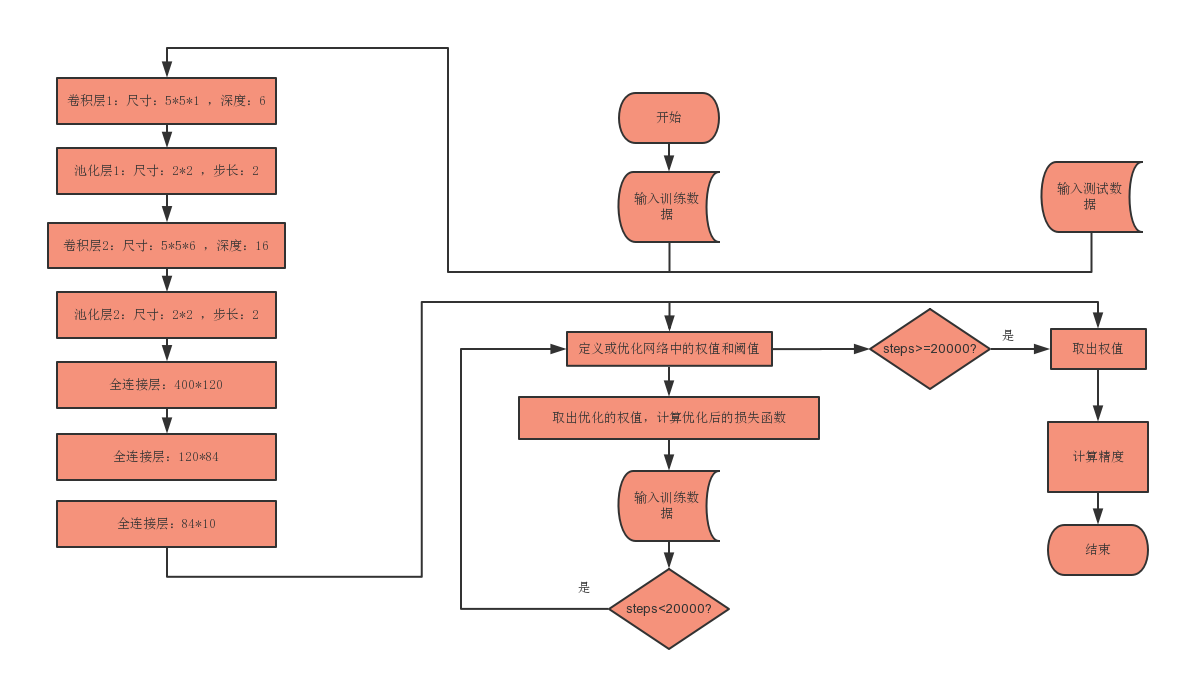 卷积层1：尺寸：5*5*1 ，深度：6
池化层1：尺寸：2*2 ，步长：2
卷积层2：尺寸：5*5*6 ，深度：16
池化层2：尺寸：2*2 ，步长：2
全连接层：400*120
全连接层：120*84
全连接层：84*10
开始
输入训练数
据
输入测试数
据
定义或优化网络中的权值和阈值
steps>=20000?
是
取出权值
取出优化的权值，计算优化后的损失函数
计算精度
输入训练数
据
结束
是
steps<20000?